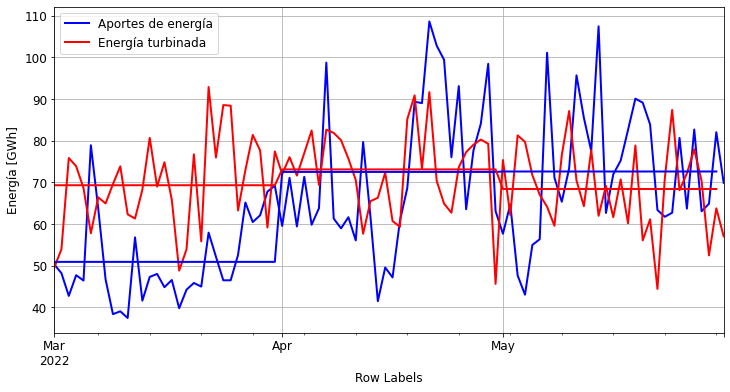 Aportes de energía
Energía turbinada
Energía [GWh]
110
100
90
80
70
60
50
40
Mar
2022
Apr
May
Row Labels